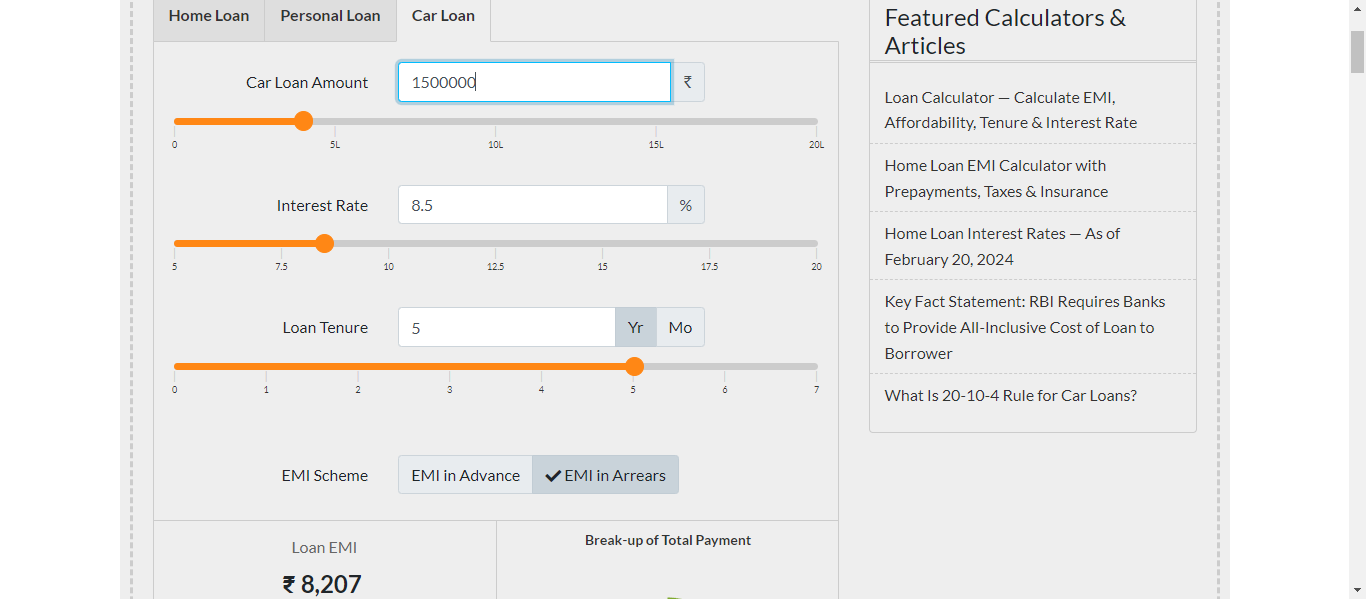 Home Loan
Personal Loan
Car Loan
Car Loan Amount
1500000
₹
0
5L
10L
15L
20L
Interest Rate
8.5
%
5
7.5
10
12.5
15
17.5
20
Loan Tenure
5
Yr
Mo
0
1
2
3
4
5
6
7
EMI Scheme
EMI in Advance
EMI in Arrears
Loan EMI
₹ 8,207
Break-up of Total Payment
Featured Calculators &
Articles
Loan Calculator — Calculate EMI,
Affordability, Tenure & Interest Rate
Home Loan EMI Calculator with
Prepayments, Taxes & Insurance
Home Loan Interest Rates — As of
February 20, 2024
Key Fact Statement: RBI Requires Banks
to Provide All-Inclusive Cost of Loan to
Borrower
What Is 20-10-4 Rule for Car Loans?